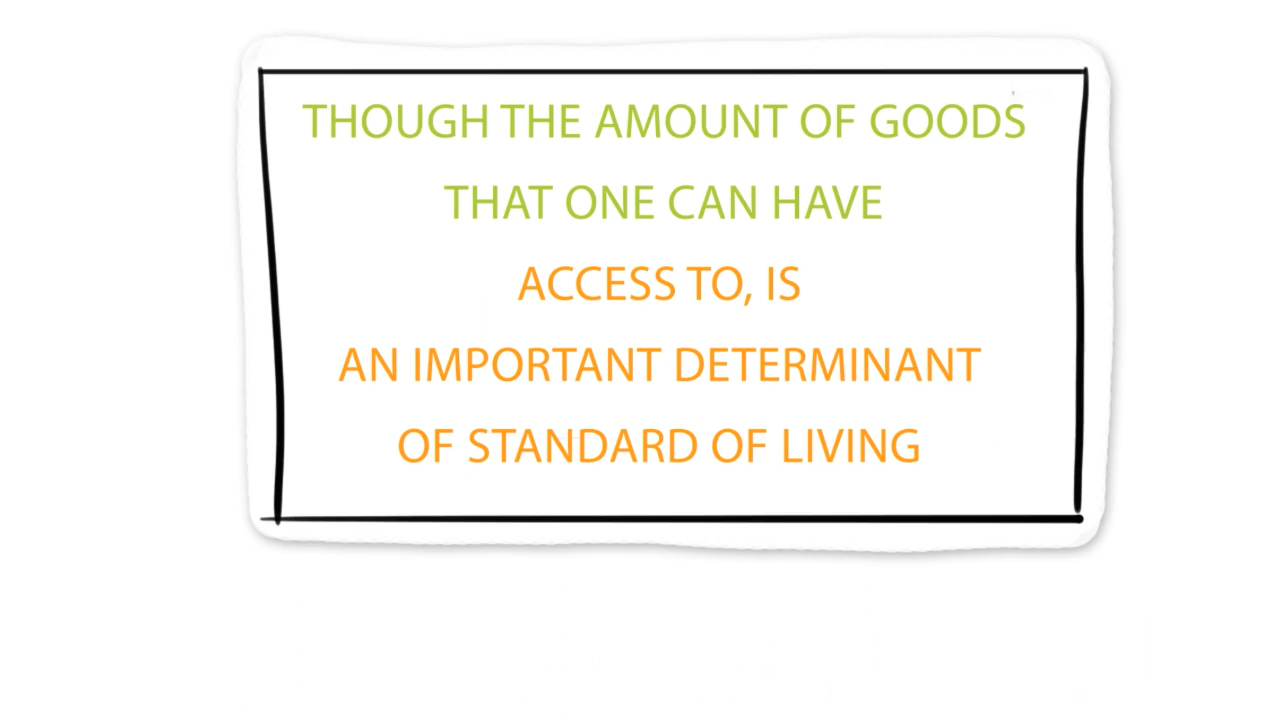 THOUGH THE AMOUNT OF GOODS
THAT ONE CAN HAVE
ACCESS TO, IS
AN IMPORTANT DETERMINANT
OF STANDARD OF LIVING